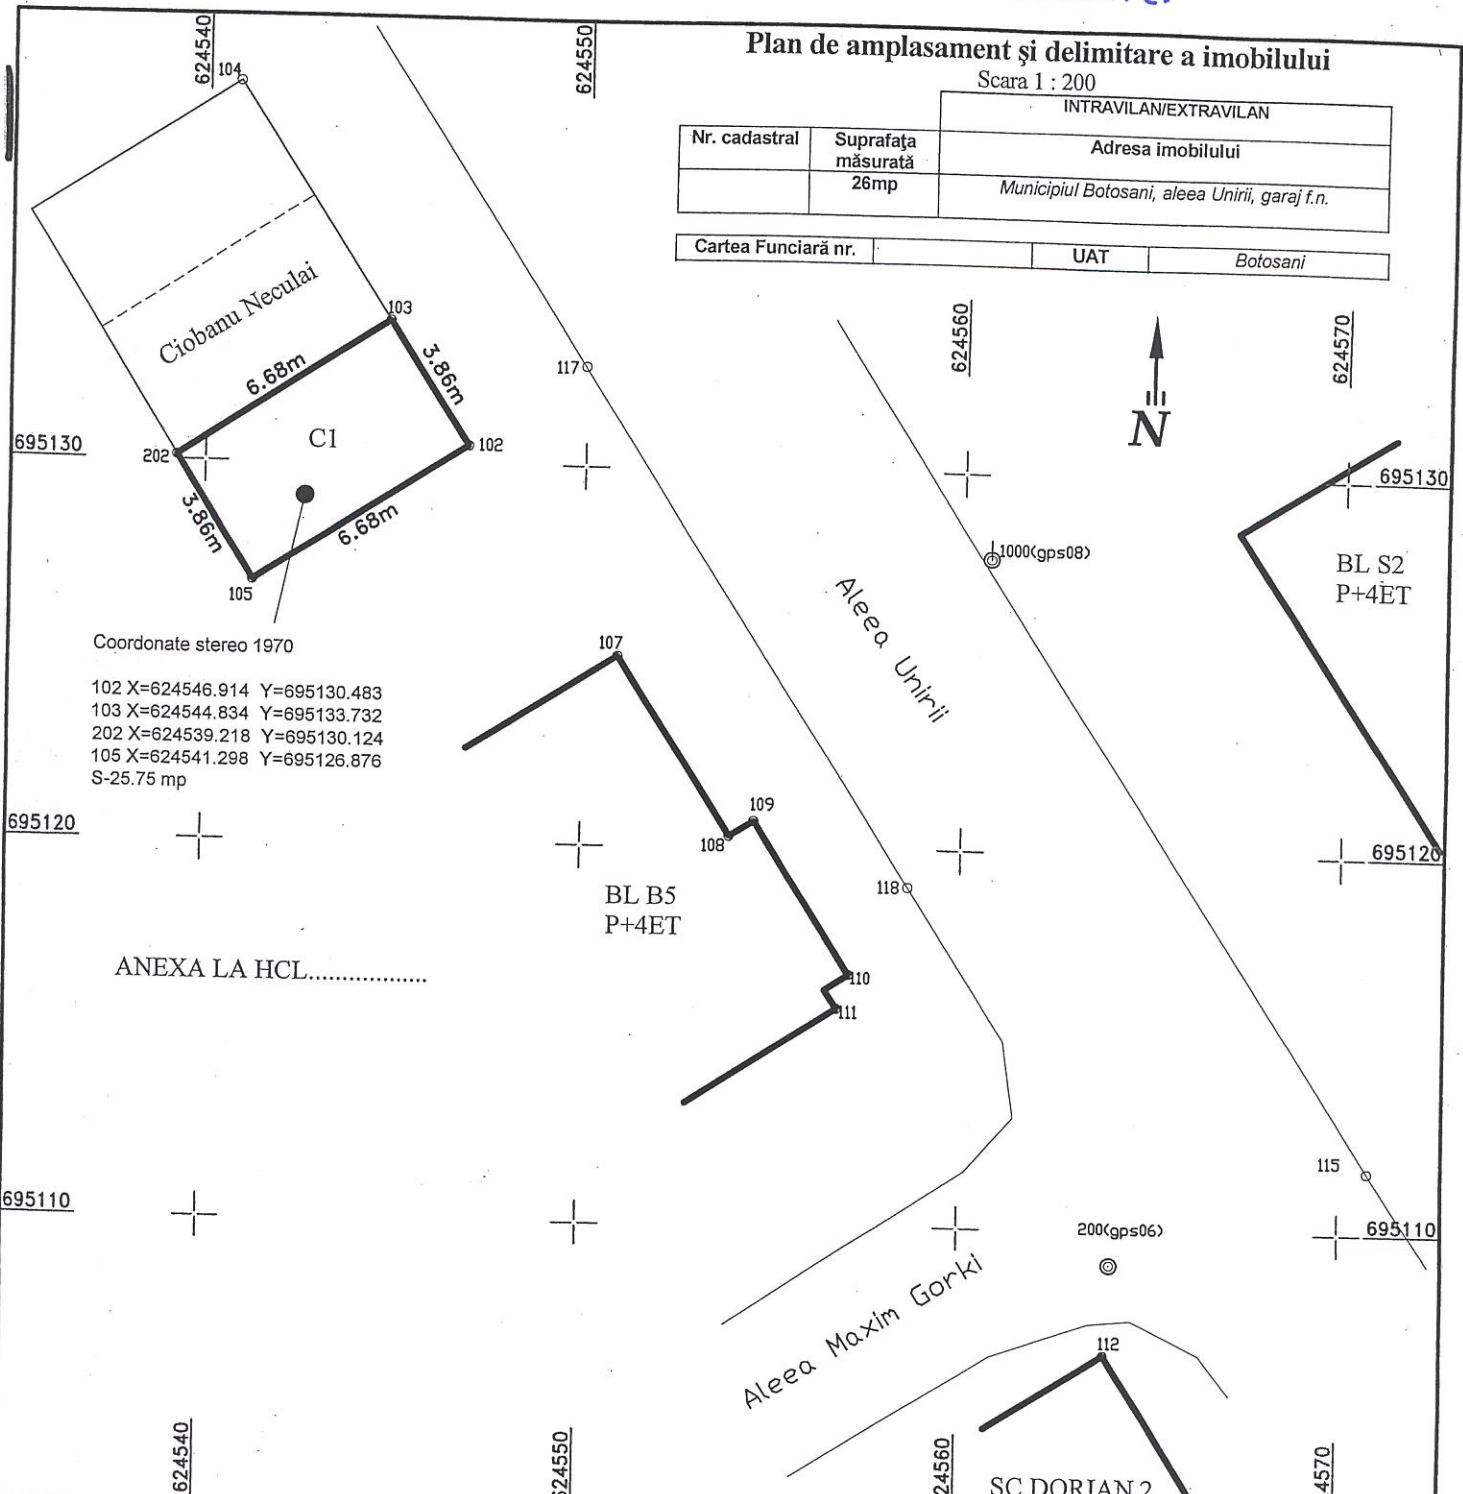 Plan de amplasament şi delimitare a imobilului
Scara 1 : 200
INTRAVILAN/EXTRAVILAN
Nr. cadastral
Suprafaţa
măsurată
Adresa imobilului
26mp
Municipiul Botosani, aleea Unirii, garaj f.n.
Cartea Funciară nr.
UAT
Botosani
624540
624550
104
Ciobanu Neculai
103
6.68m
3.86m
117
624560
624570
N
695130
202
C1
102
695130
3.86m
6.68m
105
1000(gps08)
BL S2
P+4ET
Aleea Unirii
Coordonate stereo 1970
102 X=624546.914 Y=695130.483
103 X=624544.834 Y=695133.732
202 X=624539.218 Y=695130.124
105 X=624541.298 Y=695126.876
S-25.75 mp
107
109
108
695120
695120
118
BL B5
P+4ET
ANEXA LA HCL..................
110
111
115
695110
695110
200(gps06)
Aleea Maxim Gorki
112
624540
624550
24560
4570
SC DORIAN 2